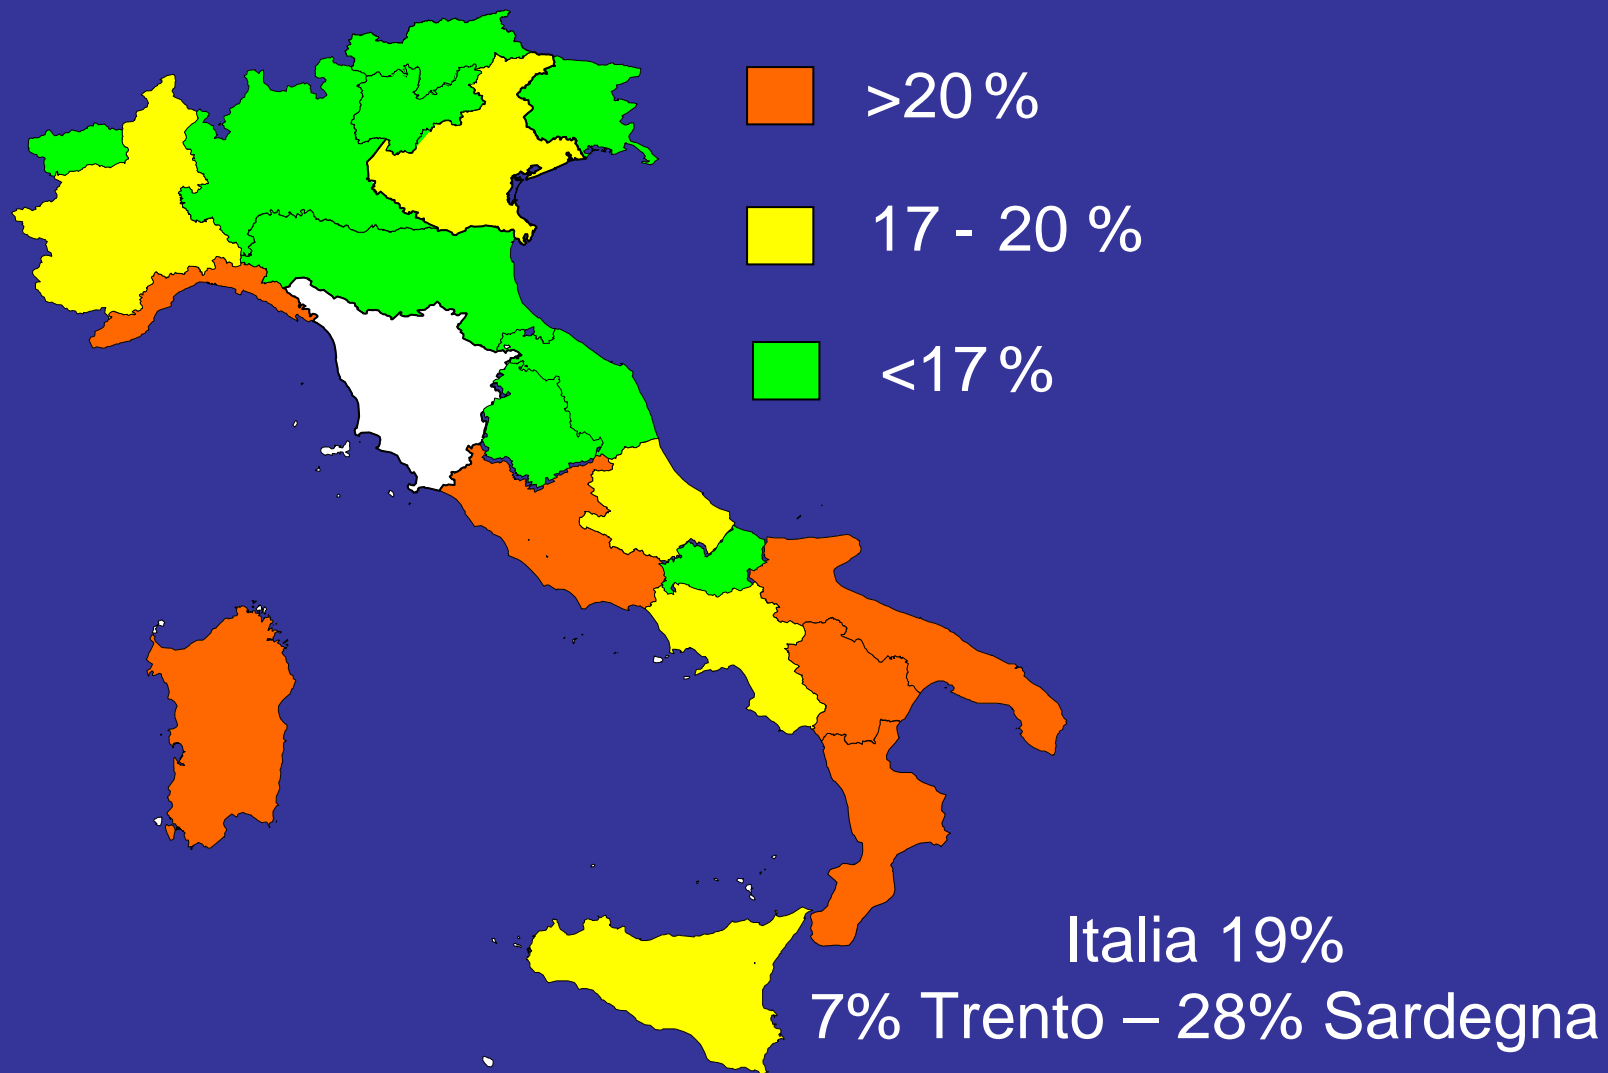 >20 %
17 - 20 %
<17 %
Italia 19%
7% Trento – 28% Sardegna